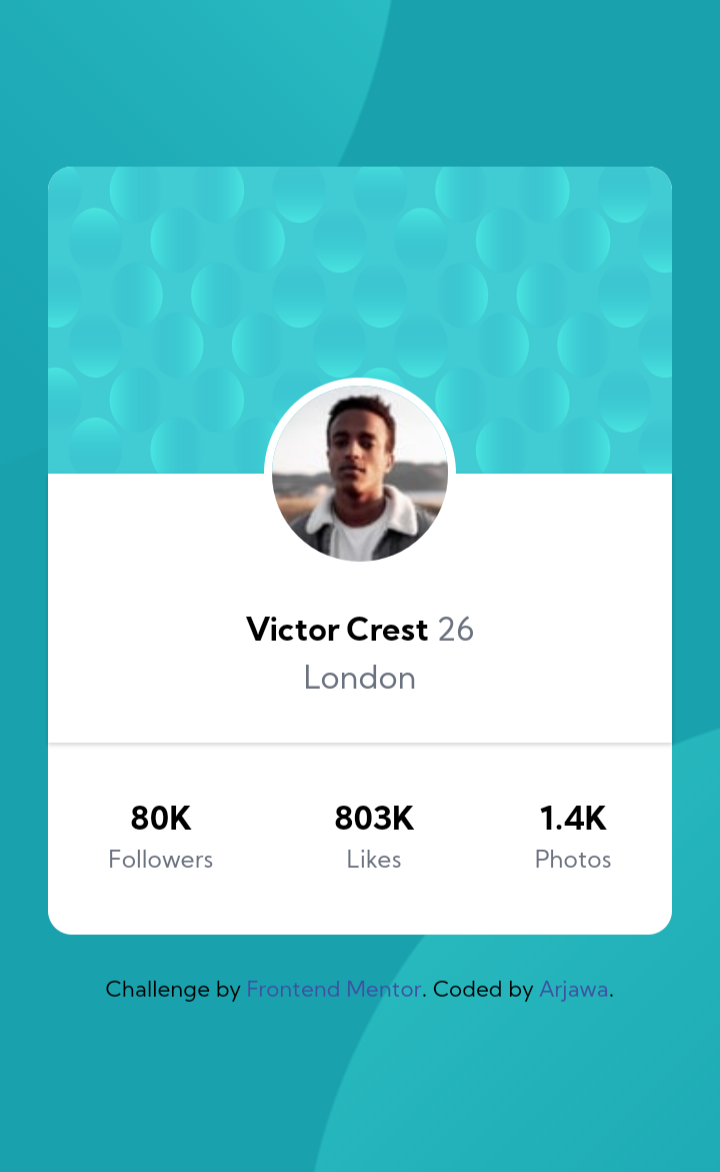 Victor Crest 26
London
80K 803K 1.4K
Followers Likes Photos
Challenge by Frontend Mentor. Coded by Arjawa.